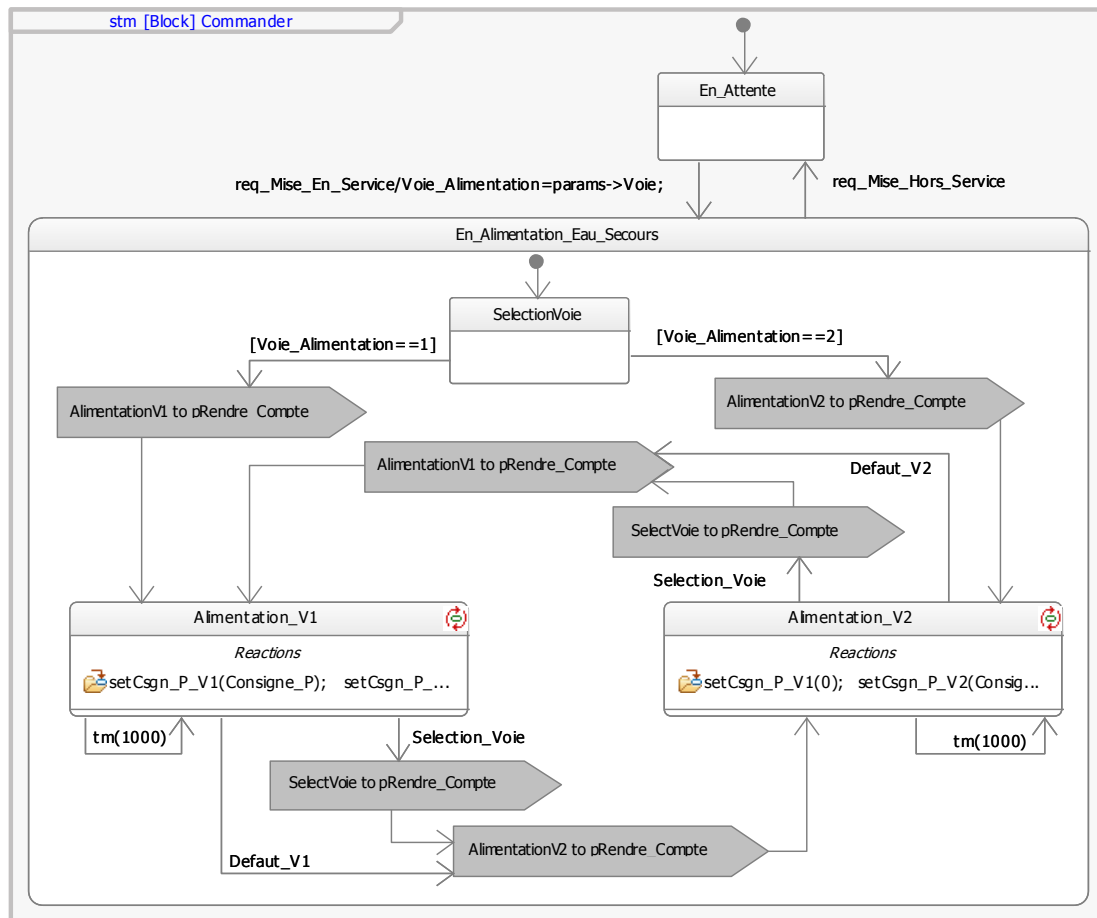 stm [Block] Commander
En_Attente
req_Mise_En_Service/Voie_Alimentation=params->Voie;
req_Mise_Hors_Service
En_Alimentation_Eau_Secours
SelectionVoie
[Voie_Alimentation==1]
[Voie_Alimentation==2]
AlimentationV1 to pRendre_Compte
AlimentationV2 to pRendre_Compte
AlimentationV1 to pRendre_Compte
Defaut_V2
SelectVoie to pRendre_Compte
Selection_Voie
Alimentation_V1
Reactions
setCsgn_P_V1(Consigne_P); setCsgn_P_...
Alimentation_V2
Reactions
setCsgn_P_V1(0); setCsgn_P_V2(Consig...
tm(1000)
Selection_Voie
tm(1000)
SelectVoie to pRendre_Compte
AlimentationV2 to pRendre_Compte
Defaut_V1